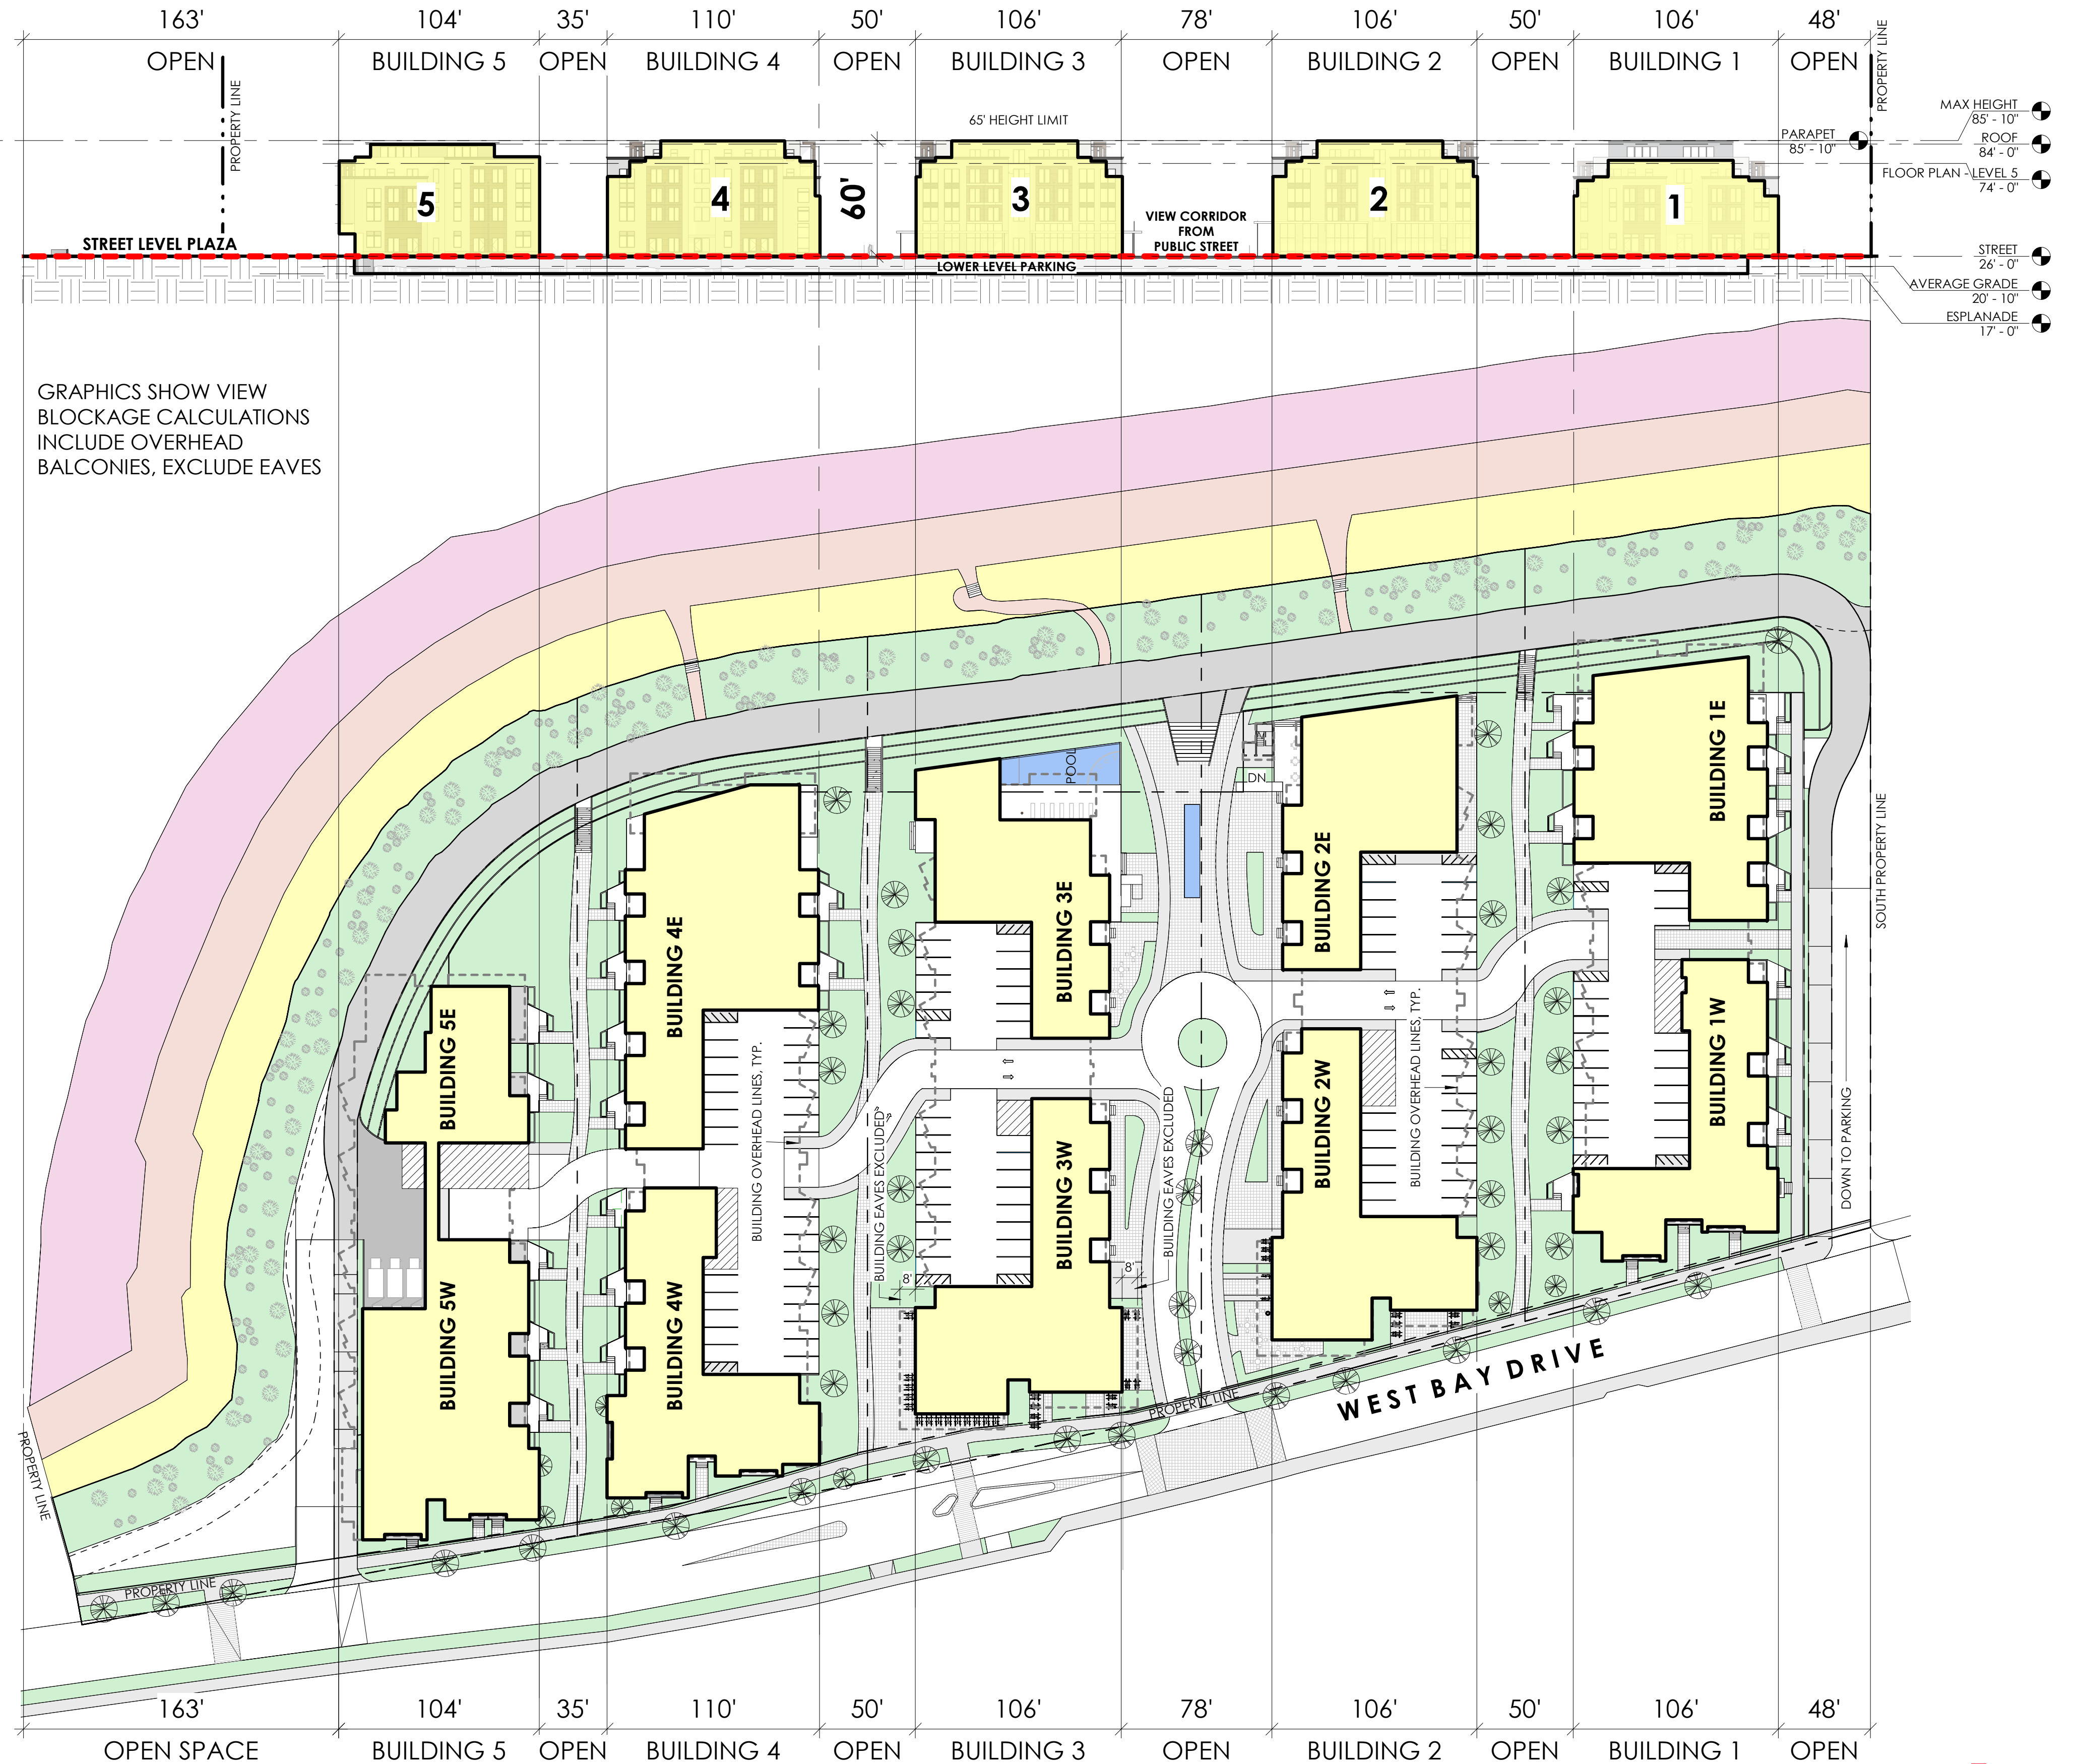 163' 104' 35' 110' 50' 106' 78' 106' 50' 106' 48'
OPEN BUILDING 5 OPEN BUILDING 4 OPEN BUILDING 3 OPEN BUILDING 2 OPEN BUILDING 1 OPEN
PROPERTY LINE
PROPERTY LINE
65' HEIGHT LIMIT
MAX HEIGHT
85' - 10"
PARAPET
85' - 10"
ROOF
84' - 0"
FLOOR PLAN - LEVEL 5
74' - 0"
5 4 60' 3 2 1
VIEW CORRIDOR
FROM
PUBLIC STREET
STREET LEVEL PLAZA
STREET
26' - 0"
LOWER LEVEL PARKING
AVERAGE GRADE
20' - 10"
ESPLANADE
17' - 0"
GRAPHICS SHOW VIEW
BLOCKAGE CALCULATIONS
INCLUDE OVERHEAD
BALCONIES, EXCLUDE EAVES
POOL
DN
BUILDING 1E
BUILDING 2E
BUILDING 3E
BUILDING 4E
BUILDING 5E
SOUTH PROPERTY LINE
BUILDING 1W
BUILDING 2W
BUILDING 3W
BUILDING 4W
BUILDING 5W
BUILDING OVERHEAD LINES, TYP.
BUILDING OVERHEAD LINES, TYP.
BUILDING EAVES EXCLUDED
BUILDING EAVES EXCLUDED
8'
8'
DOWN TO PARKING
WEST BAY DRIVE
PROPERTY LINE
PROPERTY LINE
PROPERTY LINE
163' 104' 35' 110' 50' 106' 78' 106' 50' 106' 48'
OPEN SPACE BUILDING 5 OPEN BUILDING 4 OPEN BUILDING 3 OPEN BUILDING 2 OPEN BUILDING 1 OPEN